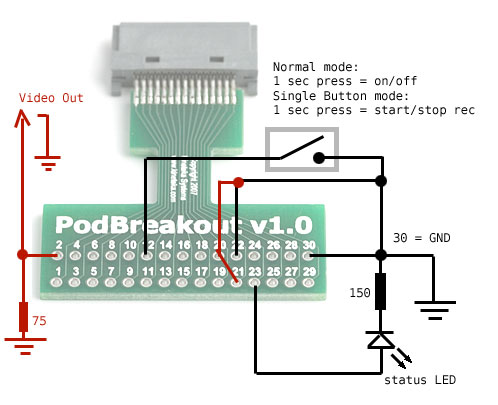 Normal mode:
1 sec press = on/off
Single Button mode:
1 sec press = start/stop rec
Video Out
2007
Systems
PodBreakout v1.0
2 4 6 8 10 12 14 16 18 20 22 24 26 28 30
1 3 5 7 9 11 13 15 17 19 21 23 25 27 29
30 = GND
150
75
status LED